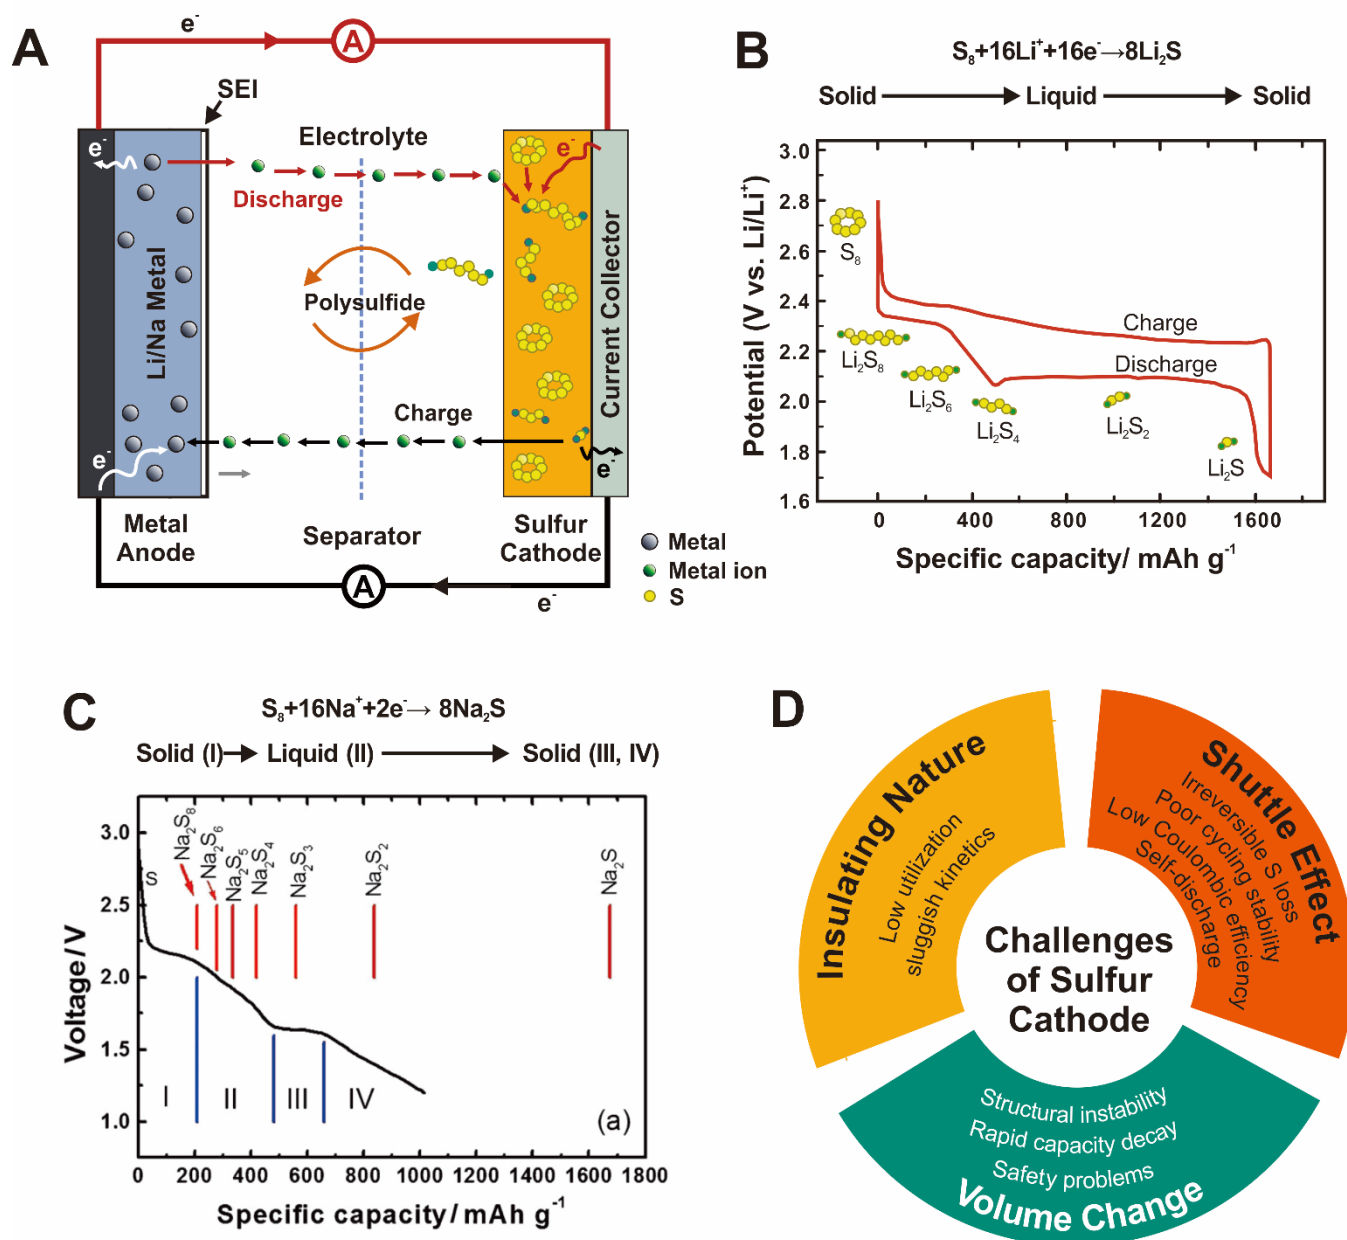 A
e⁻
A
SEI
Electrolyte
e⁻
e⁻
Discharge
Li/Na Metal
Polysulfide
Current Collector
Charge
e⁻
e⁻
Metal
Anode
Separator
Sulfur
Cathode
A
e⁻
Metal
Metal ion
S
B
S₈+16Li⁺+16e⁻→8Li₂S
Solid → Liquid → Solid
Potential (V vs. Li/Li⁺)
3.0
2.8
2.6
2.4
2.2
2.0
1.8
1.6
S₈
Li₂S₈
Li₂S₆
Li₂S₄
Li₂S₂
Li₂S
Charge
Discharge
0 400 800 1200 1600
Specific capacity/ mAh g⁻¹
C
S₈+16Na⁺+2e⁻→ 8Na₂S
Solid (I)→ Liquid (II) → Solid (III, IV)
Voltage/V
3.0
2.5
2.0
1.5
1.0
S
Na₂S₈
Na₂S₆
Na₂S₅
Na₂S₄
Na₂S₃
Na₂S₂
Na₂S
I II III IV
(a)
0 200 400 600 800 1000 1200 1400 1600 1800
Specific capacity/mAh g⁻¹
D
Insulating Nature
Low utilization
sluggish kinetics
Shuttle Effect
Irreversible S loss
Poor cycling stability
Low Coulombic efficiency
Self-discharge
Challenges
of Sulfur
Cathode
Structural instability
Rapid capacity decay
Safety problems
Volume Change